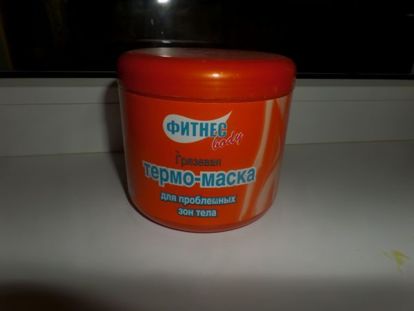 ФИТНЕС
body
Грязевая
термо-маска
для проблемных
зон тела